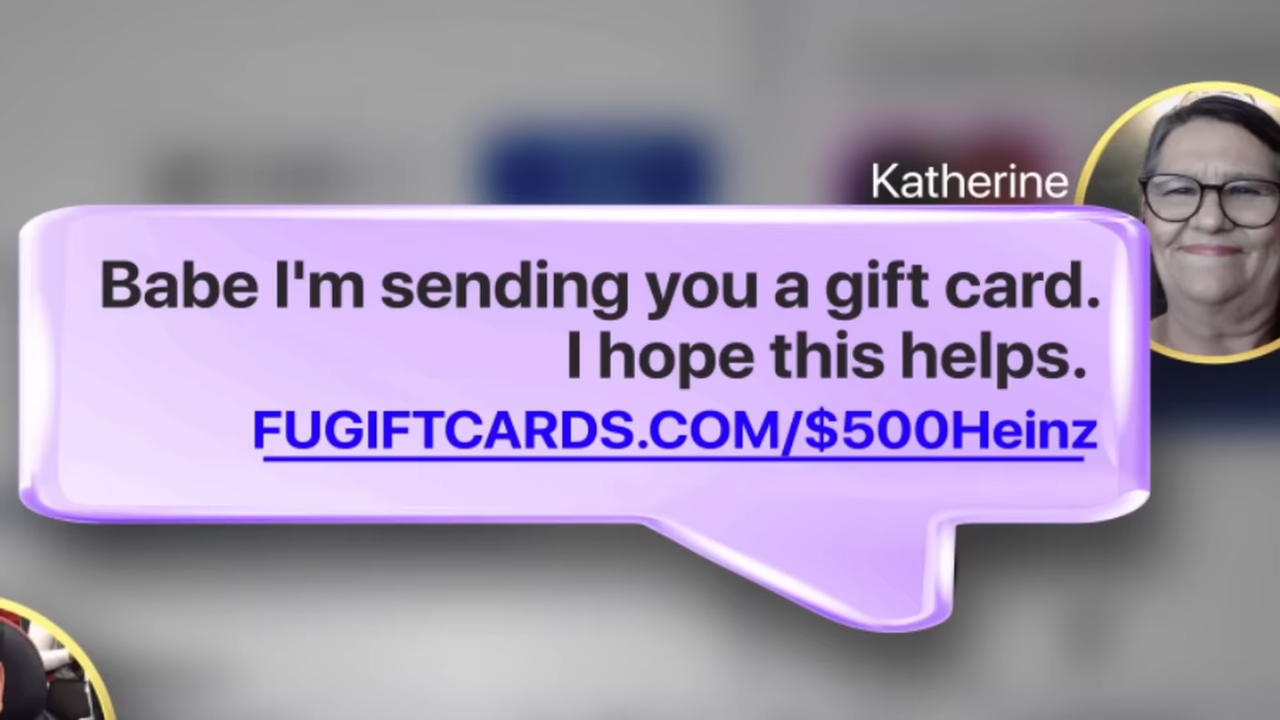 Katherine
Babe I'm sending you a gift card.
I hope this helps.
FUGIFTCARDS.COM/$500Heinz